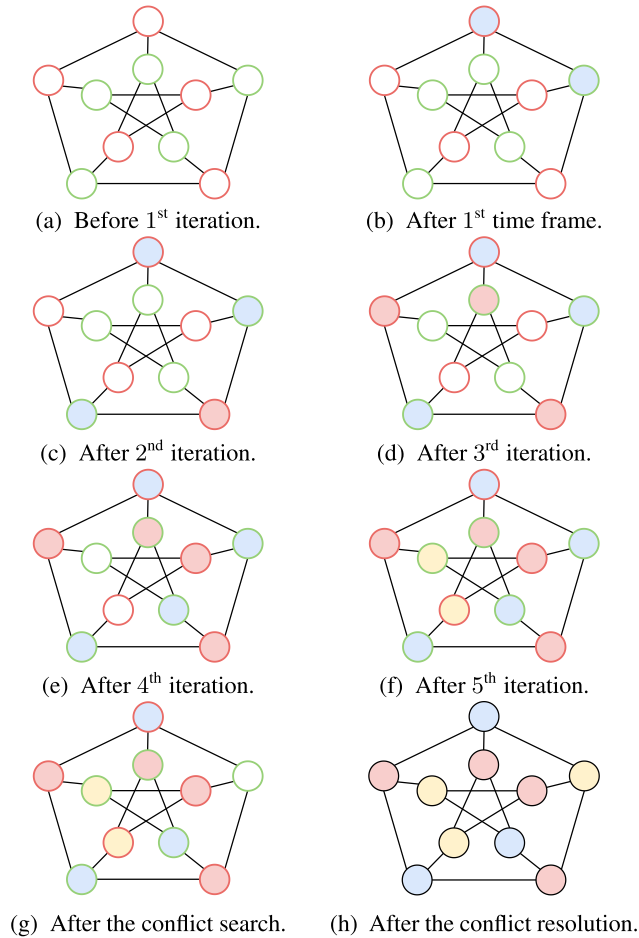 (a) Before 1st iteration.
(b) After 1st time frame.
(c) After 2nd iteration.
(d) After 3rd iteration.
(e) After 4th iteration.
(f) After 5th iteration.
(g) After the conflict search.
(h) After the conflict resolution.